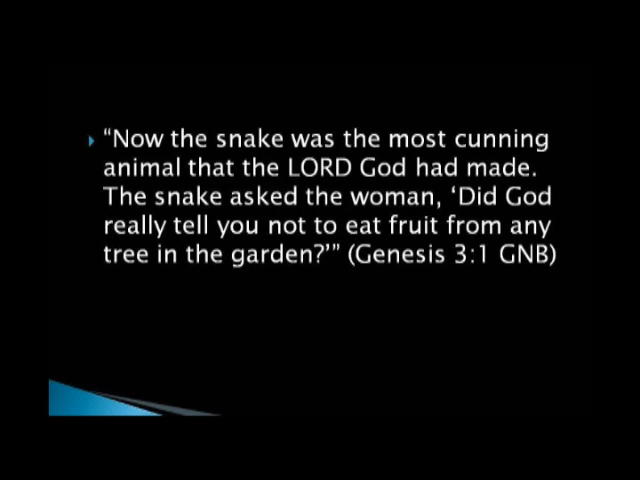 “Now the snake was the most cunning
animal that the LORD God had made.
The snake asked the woman, ‘Did God
really tell you not to eat fruit from any
tree in the garden?’” (Genesis 3:1 GNB)